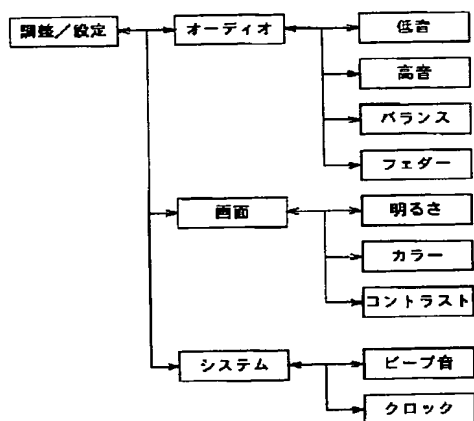 調整／設定
オーディオ
低音
高音
バランス
フェダー
画面
明るさ
カラー
コントラスト
システム
ビープ音
クロック